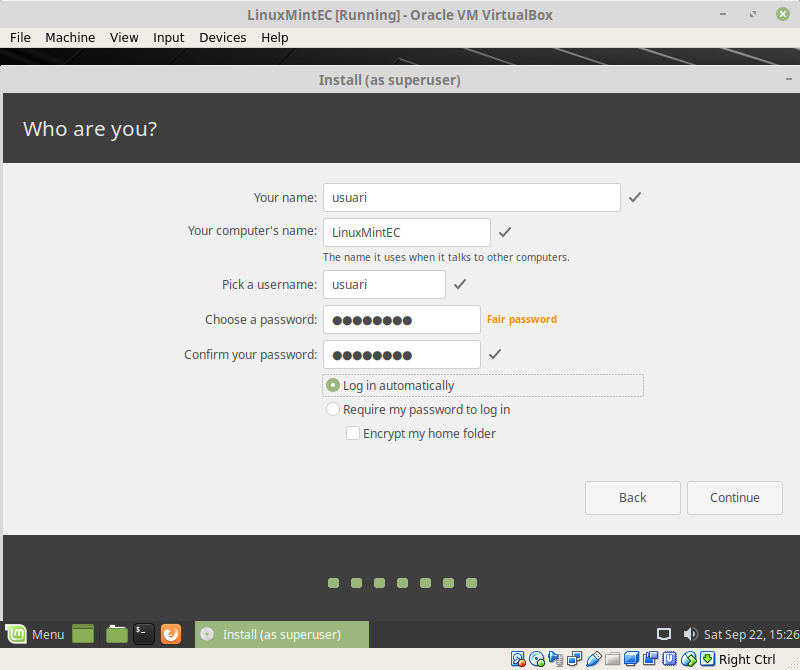 LinuxMintEC [Running] - Oracle VM VirtualBox
File Machine View Input Devices Help
Install (as superuser)
Who are you?
Your name: usuari
Your computer's name: LinuxMintEC
The name it uses when it talks to other computers.
Pick a username: usuari
Choose a password: ●●●●●●●● Fair password
Confirm your password: ●●●●●●●●
Log in automatically
Require my password to log in
Encrypt my home folder
Back Continue
Menu Install (as superuser) Sat Sep 22, 15:26
Right Ctrl